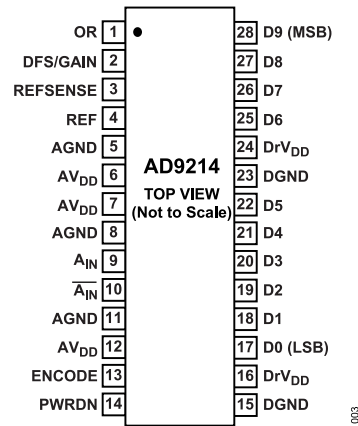 OR 1 28 D9 (MSB)
DFS/GAIN 2 27 D8
REFSENSE 3 26 D7
REF 4 25 D6
AGND 5 24 DrVDD
AVDD 6 AD9214 23 DGND
AVDD 7 TOP VIEW 22 D5
AGND 8 (Not to Scale) 21 D4
AIN 9 20 D3
AIN 10 19 D2
AGND 11 18 D1
AVDD 12 17 D0 (LSB)
ENCODE 13 16 DrVDD
PWRDN 14 15 DGND
003